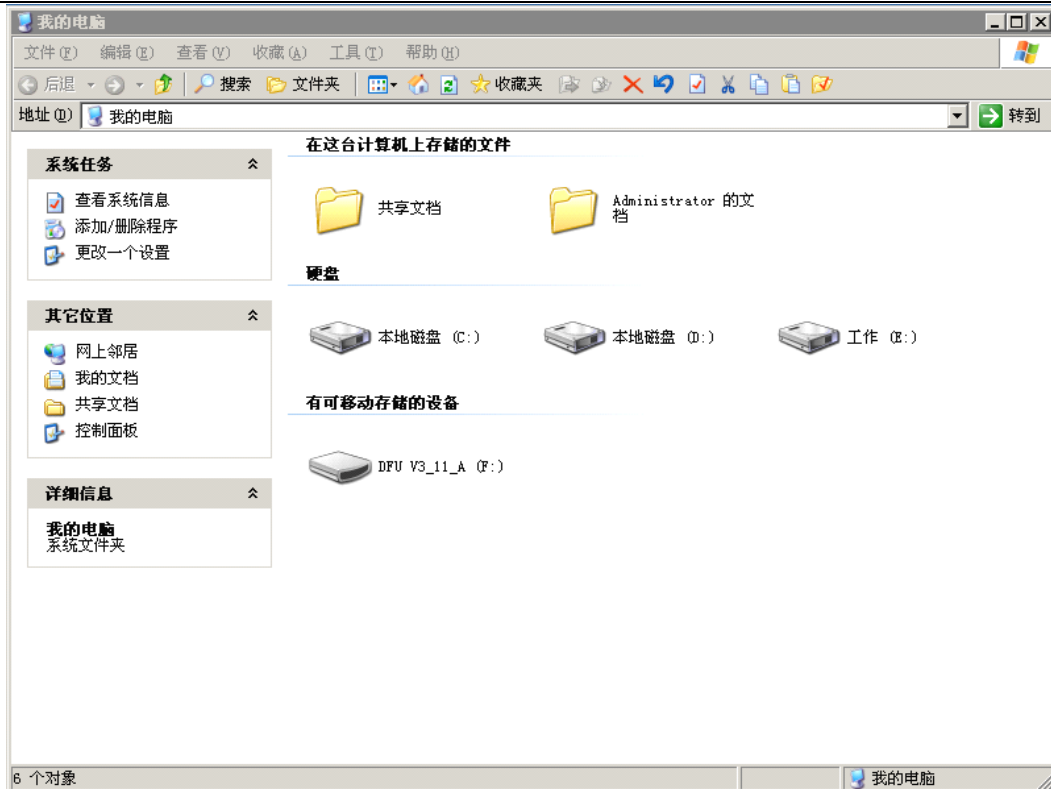 我的电脑
文件(F) 编辑(E) 查看(V) 收藏(A) 工具(T) 帮助(H)
后退 搜索 文件夹 收藏夹
地址(D) 我的电脑 转到
系统任务
查看系统信息
添加/删除程序
更改一个设置
其它位置
网上邻居
我的文档
共享文档
控制面板
详细信息
我的电脑
系统文件夹
在这台计算机上存储的文件
共享文档
Administrator 的文
档
硬盘
本地磁盘 (C:)
本地磁盘 (D:)
工作 (E:)
有可移动存储的设备
DFU V3_11_A (F:)
6 个对象
我的电脑